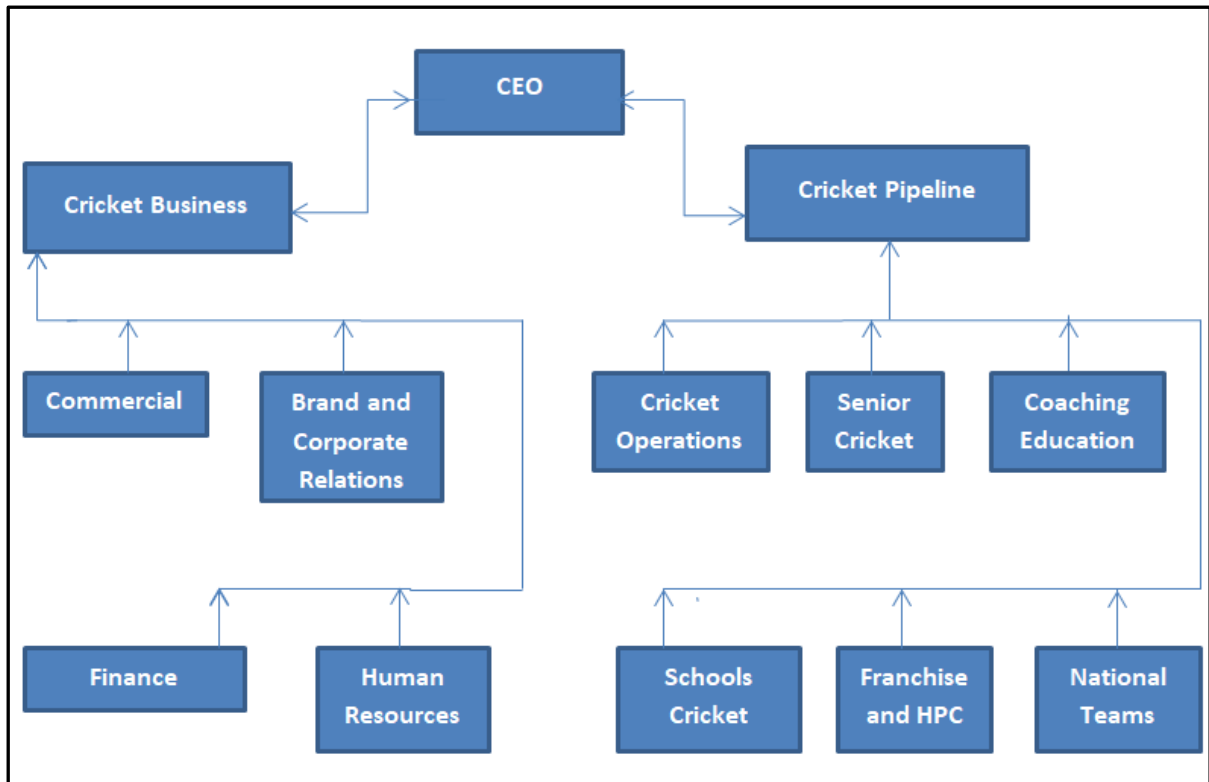 CEO
Cricket Business
Cricket Pipeline
Commercial
Brand and
Corporate
Relations
Cricket
Operations
Senior
Cricket
Coaching
Education
Finance
Human
Resources
Schools
Cricket
Franchise
and HPC
National
Teams